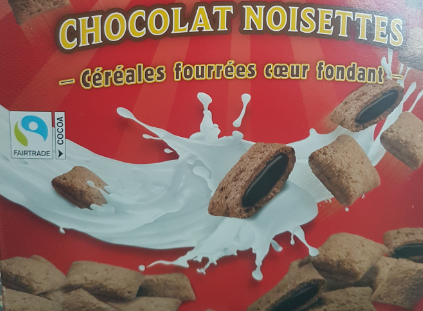 CHOCOLAT NOISETTES
– Céréales fourrées cœur fondant –
FAIRTRADE
▶ COCOA